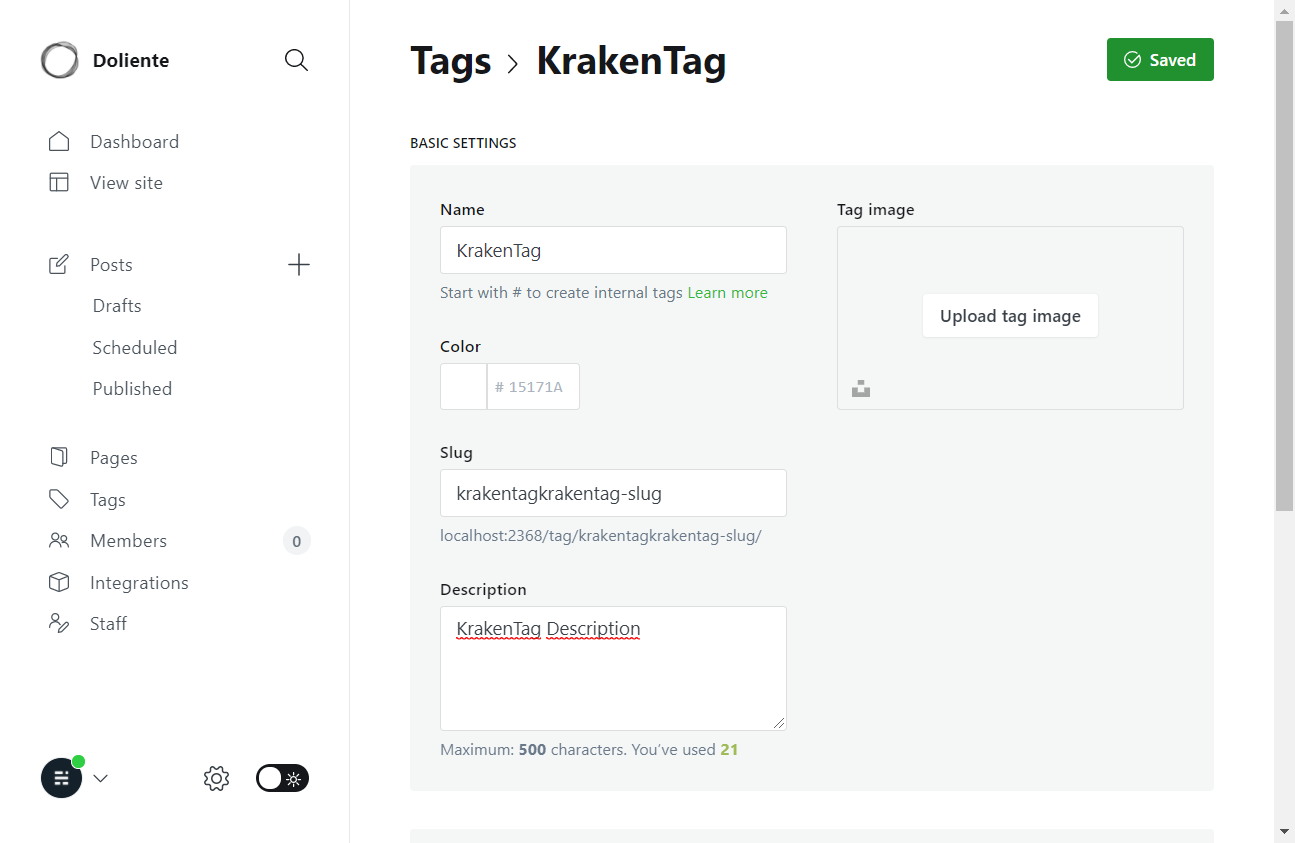 Doliente
Dashboard
View site
Posts
Drafts
Scheduled
Published
Pages
Tags
Members 0
Integrations
Staff
Tags › KrakenTag
Saved
BASIC SETTINGS
Name
KrakenTag
Start with # to create internal tags Learn more
Color
# 15171A
Slug
krakentagkrakentag-slug
localhost:2368/tag/krakentagkrakentag-slug/
Description
KrakenTag Description
Maximum: 500 characters. You’ve used 21
Tag image
Upload tag image